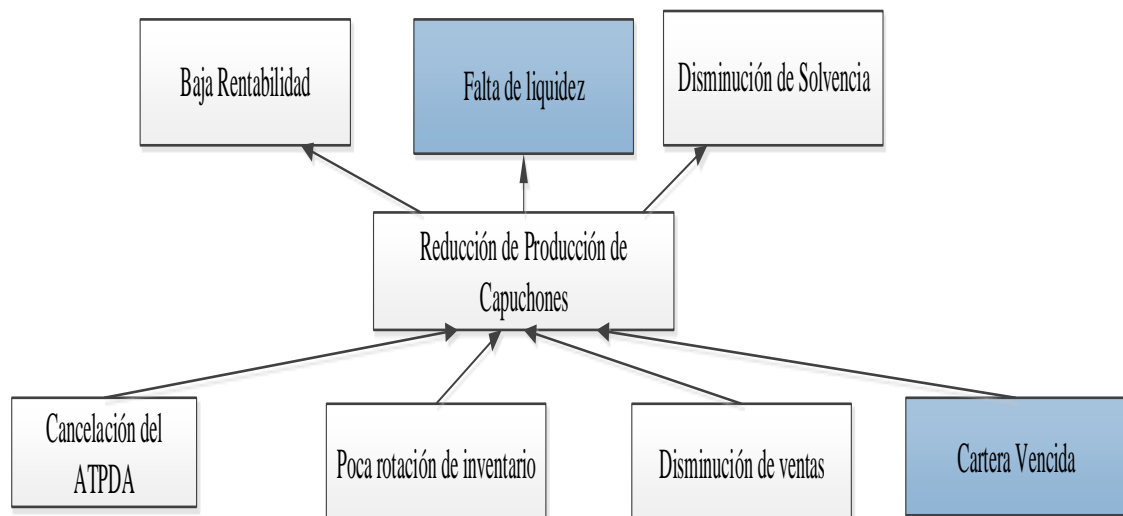 Baja Rentabilidad
Falta de liquidez
Disminución de Solvencia
Reducción de Producción de
Capuchones
Cancelación del
ATPDA
Poca rotación de inventario
Disminución de ventas
Cartera Vencida